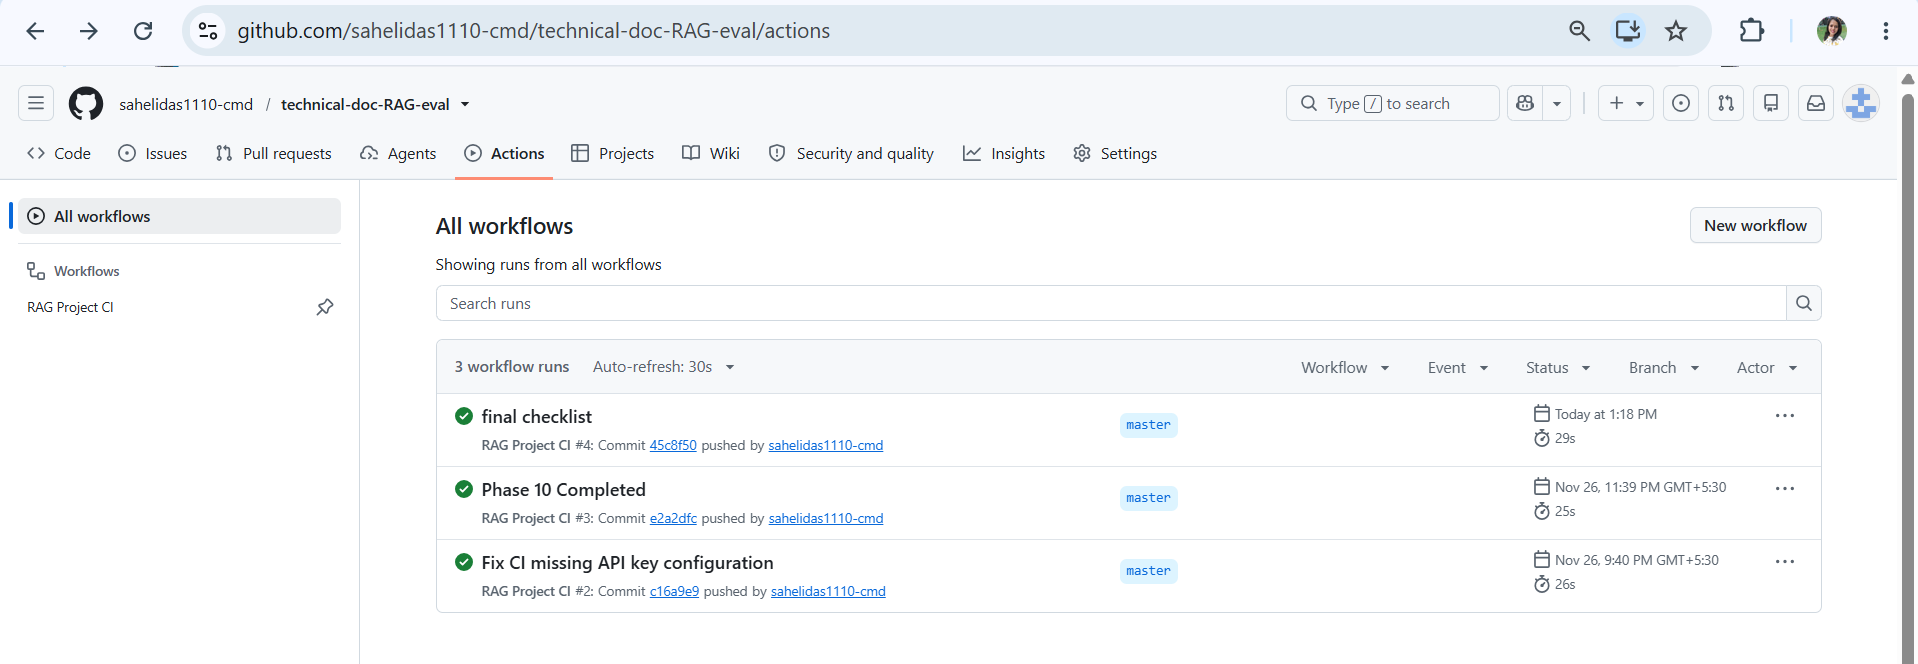 github.com/sahelidas1110-cmd/technical-doc-RAG-eval/actions
sahelidas1110-cmd / technical-doc-RAG-eval
Type / to search
Code Issues Pull requests Agents Actions Projects Wiki Security and quality Insights Settings
All workflows
Workflows
RAG Project CI
All workflows
New workflow
Showing runs from all workflows
Search runs
3 workflow runs Auto-refresh: 30s Workflow Event Status Branch Actor
final checklist
RAG Project CI #4: Commit 45c8f50 pushed by sahelidas1110-cmd
master
Today at 1:18 PM
29s
Phase 10 Completed
RAG Project CI #3: Commit e2a2dfc pushed by sahelidas1110-cmd
master
Nov 26, 11:39 PM GMT+5:30
25s
Fix CI missing API key configuration
RAG Project CI #2: Commit c16a9e9 pushed by sahelidas1110-cmd
master
Nov 26, 9:40 PM GMT+5:30
26s